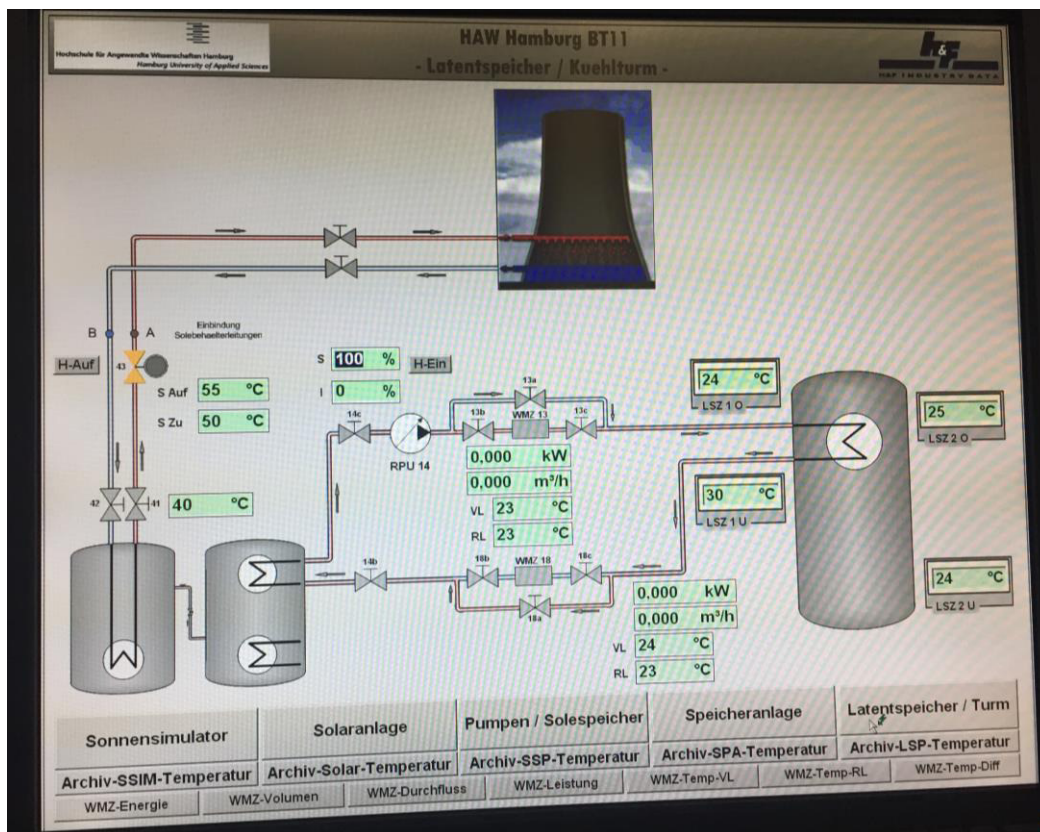 Hochschule für Angewandte Wissenschaften Hamburg
Hamburg University of Applied Sciences
HAW Hamburg BT11
- Latentspeicher / Kuehlturm -
h&f
H&F INDUSTRY DATA
B
A
Einbindung
Solebehaelterleitungen
H-Auf
43
S Auf 55 °C
S Zu 50 °C
S 100 %
H-Ein
I 0 %
14c
RPU 14
13a
13b
WMZ 13
13c
0,000 kW
0,000 m³/h
VL 23 °C
RL 23 °C
24 °C
LSZ 1 O
25 °C
LSZ 2 O
30 °C
LSZ 1 U
24 °C
LSZ 2 U
42
41
40 °C
14b
18b
WMZ 18
18c
18a
0,000 kW
0,000 m³/h
VL 24 °C
RL 23 °C
Sonnensimulator
Solaranlage
Pumpen / Solespeicher
Speicheranlage
Latentspeicher / Turm
Archiv-SSIM-Temperatur
Archiv-Solar-Temperatur
Archiv-SSP-Temperatur
Archiv-SPA-Temperatur
Archiv-LSP-Temperatur
WMZ-Energie
WMZ-Volumen
WMZ-Durchfluss
WMZ-Leistung
WMZ-Temp-VL
WMZ-Temp-RL
WMZ-Temp-Diff